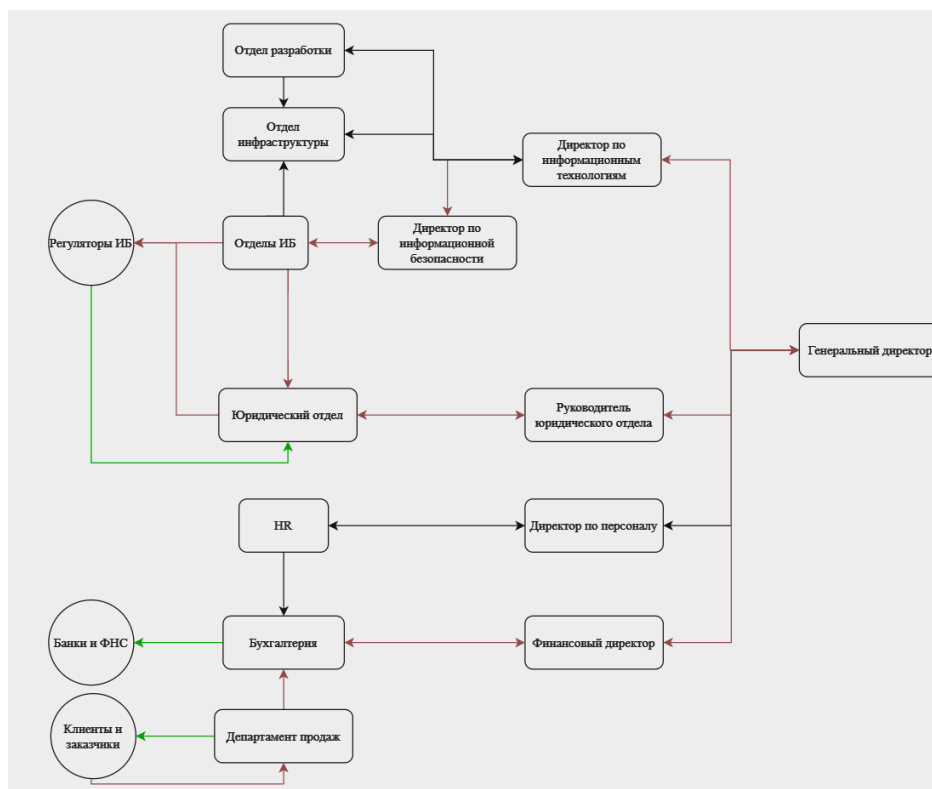 Отдел разработки
Отдел
инфраструктуры
Директор по
информационным
технологиям
Регуляторы ИБ
Отделы ИБ
Директор по
информационной
безопасности
Генеральный директор
Юридический отдел
Руководитель
юридического отдела
HR
Директор по персоналу
Банки и ФНС
Бухгалтерия
Финансовый директор
Клиенты и
заказчики
Департамент продаж